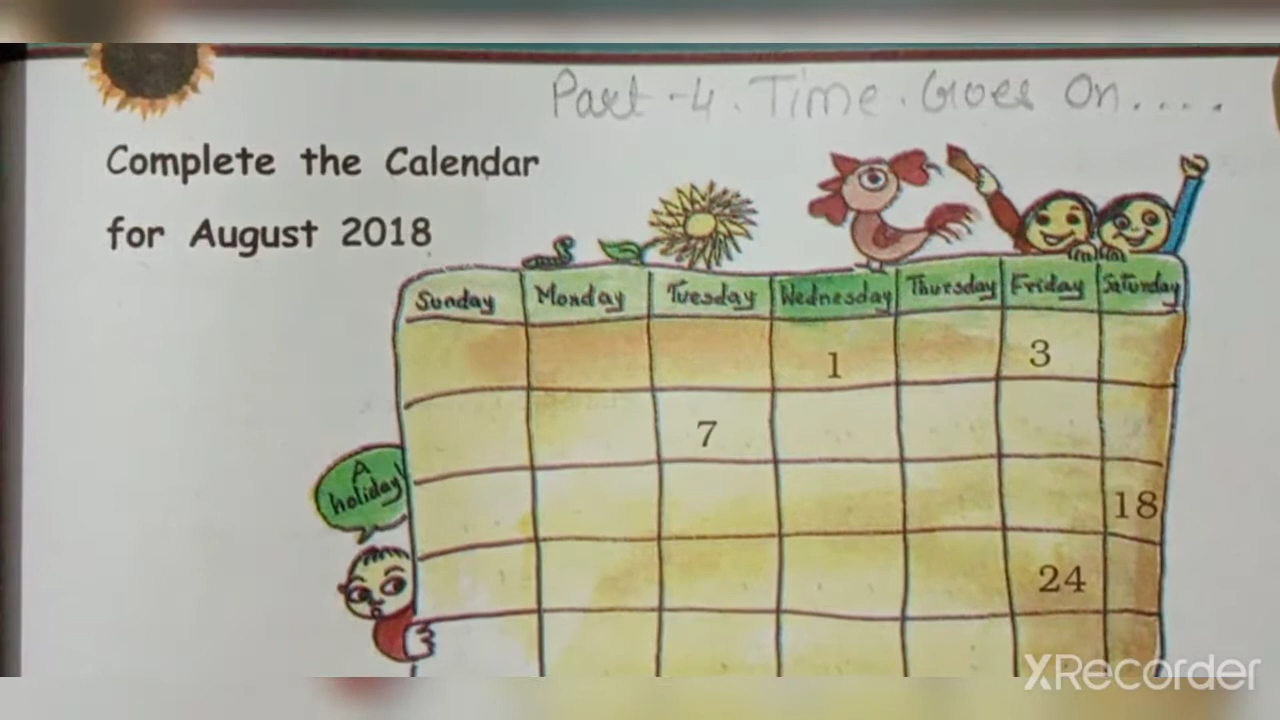 Part - 4. Time. Goes On....
Complete the Calendar
for August 2018
Sunday Monday Tuesday Wednesday Thursday Friday Saturday
1 3
7
A
holiday
18
24
XRecorder